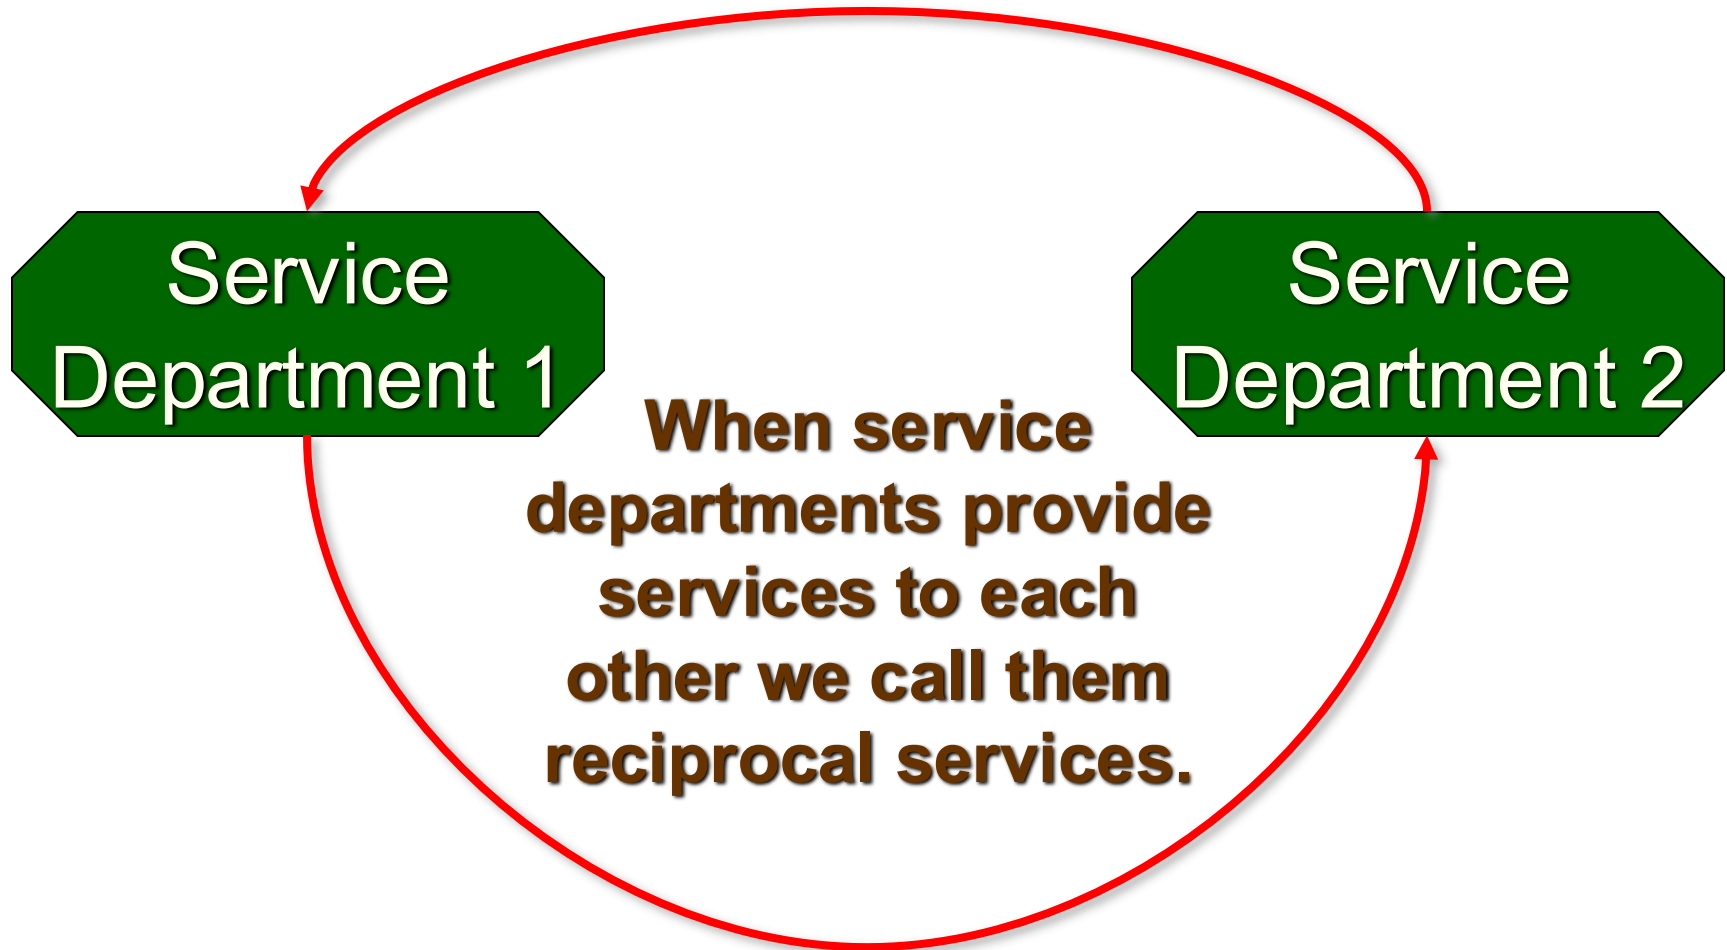 Service
Department 1
Service
Department 2
When service
departments provide
services to each
other we call them
reciprocal services.